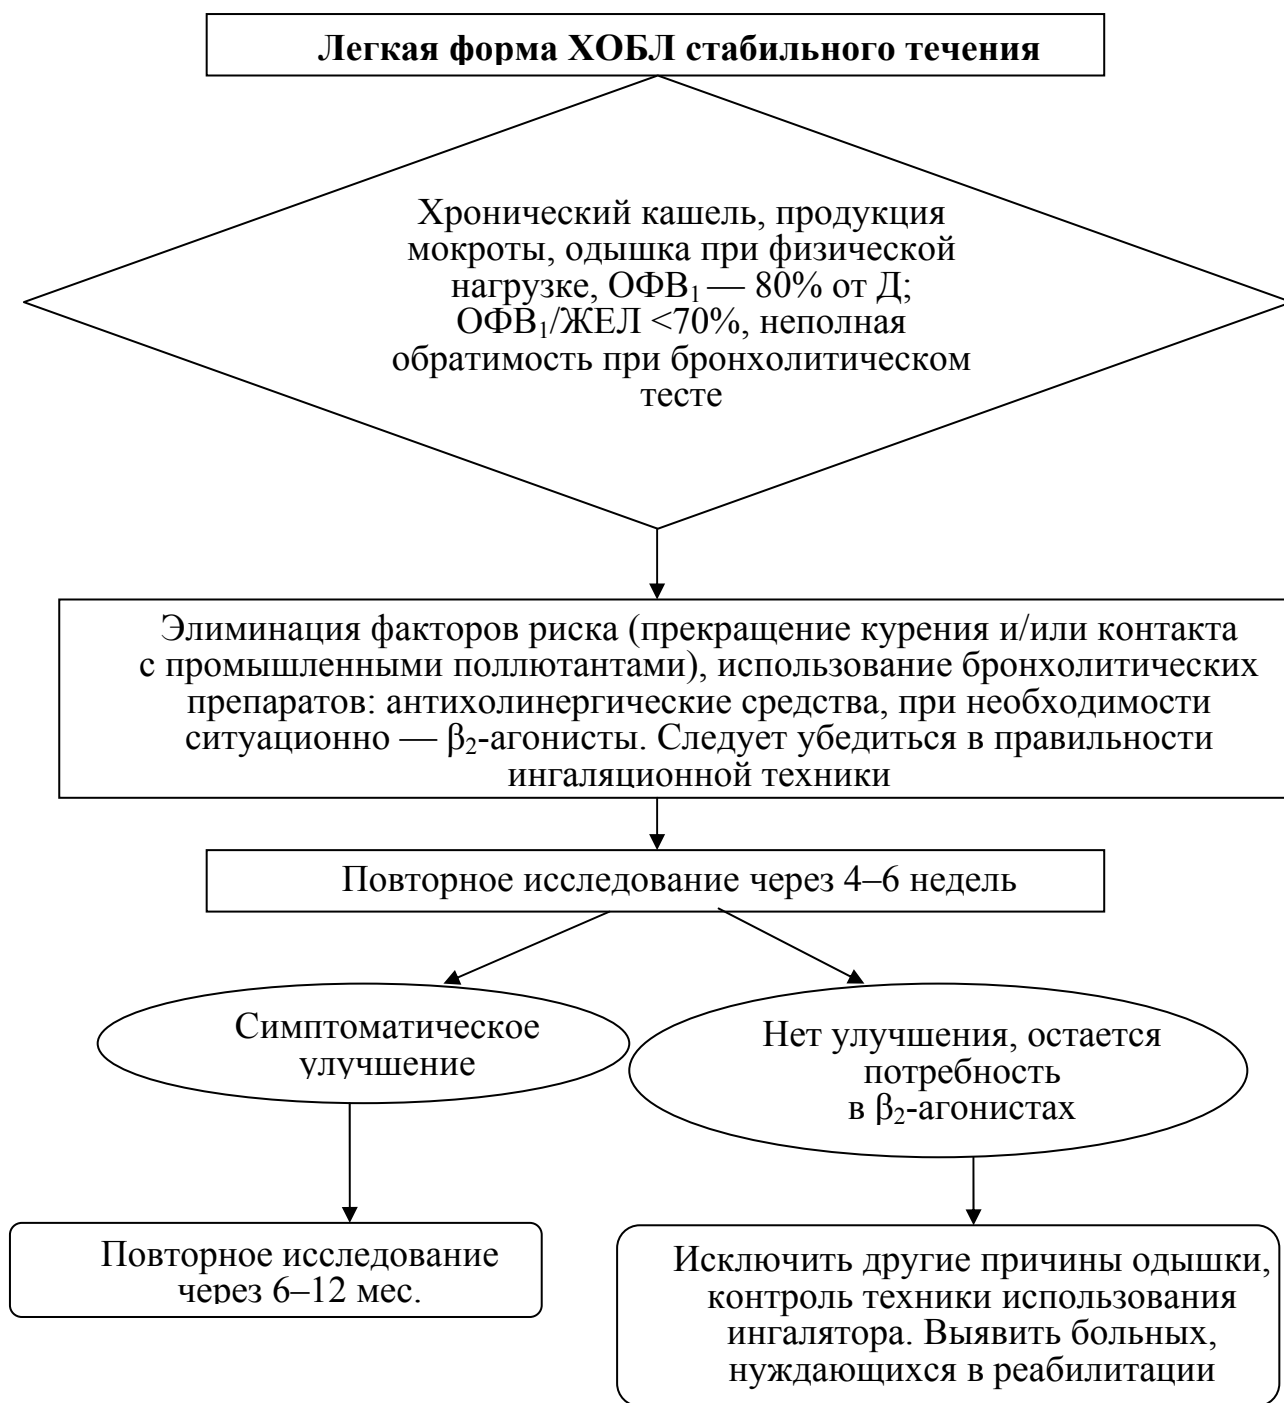 Легкая форма ХОБЛ стабильного течения
Хронический кашель, продукция
мокроты, одышка при физической
нагрузке, ОФВ₁ — 80% от Д;
ОФВ₁/ЖЕЛ <70%, неполная
обратимость при бронхолитическом
тесте
Элиминация факторов риска (прекращение курения и/или контакта
с промышленными поллютантами), использование бронхолитических
препаратов: антихолинергические средства, при необходимости
ситуационно — β₂-агонисты. Следует убедиться в правильности
ингаляционной техники
Повторное исследование через 4–6 недель
Симптоматическое
улучшение
Нет улучшения, остается
потребность
в β₂-агонистах
Повторное исследование
через 6–12 мес.
Исключить другие причины одышки,
контроль техники использования
ингалятора. Выявить больных,
нуждающихся в реабилитации